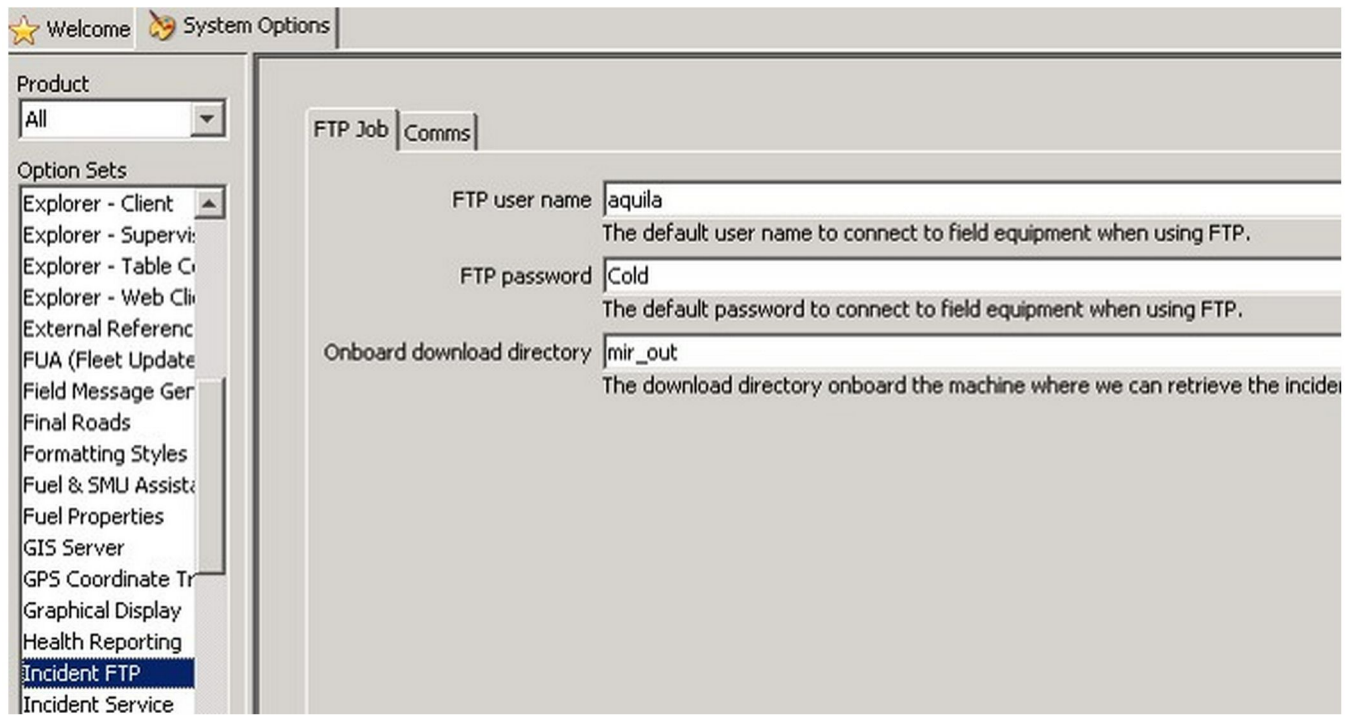 Welcome
System Options
Product
All
Option Sets
Explorer - Client
Explorer - Supervi
Explorer - Table C
Explorer - Web Cli
External Referenc
FUA (Fleet Update
Field Message Ger
Final Roads
Formatting Styles
Fuel & SMU Assista
Fuel Properties
GIS Server
GPS Coordinate Tr
Graphical Display
Health Reporting
Incident FTP
Incident Service
FTP Job
Comms
FTP user name aquila
The default user name to connect to field equipment when using FTP.
FTP password Cold
The default password to connect to field equipment when using FTP.
Onboard download directory mir_out
The download directory onboard the machine where we can retrieve the incide